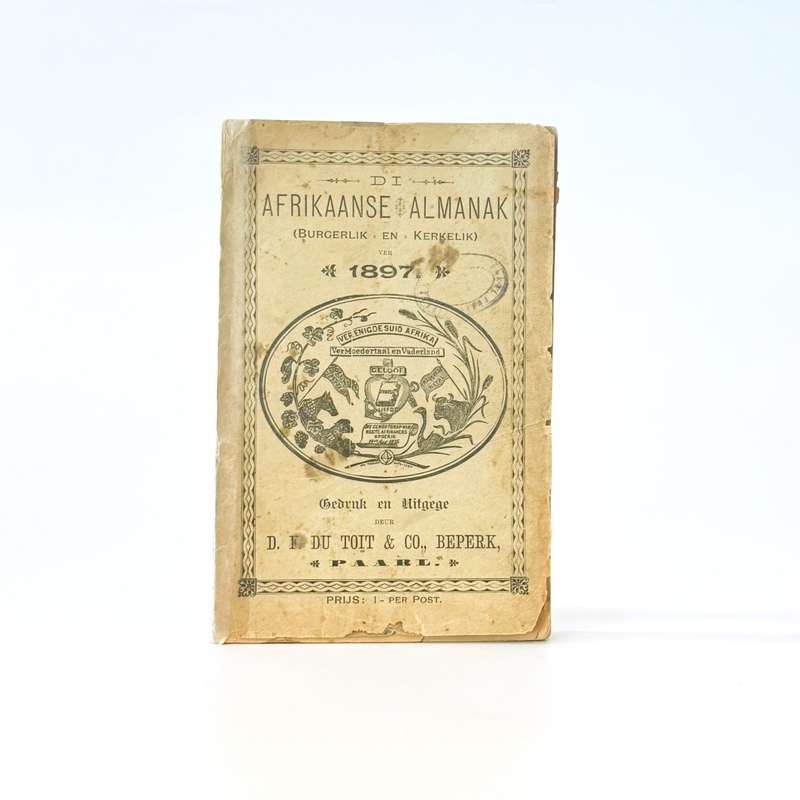 DI
AFRIKAANSE ALMANAK
(BURGERLIK EN KERKELIK)
VER
1897.
VERENIGDE SUID AFRIKA
Ver Moedertaal en Vaderland
GELOOF
Gedruk en Uitgege
DEUR
D. F. DU TOIT & CO., BEPERK,
PAARL.
PRIJS: 1/- PER POST.